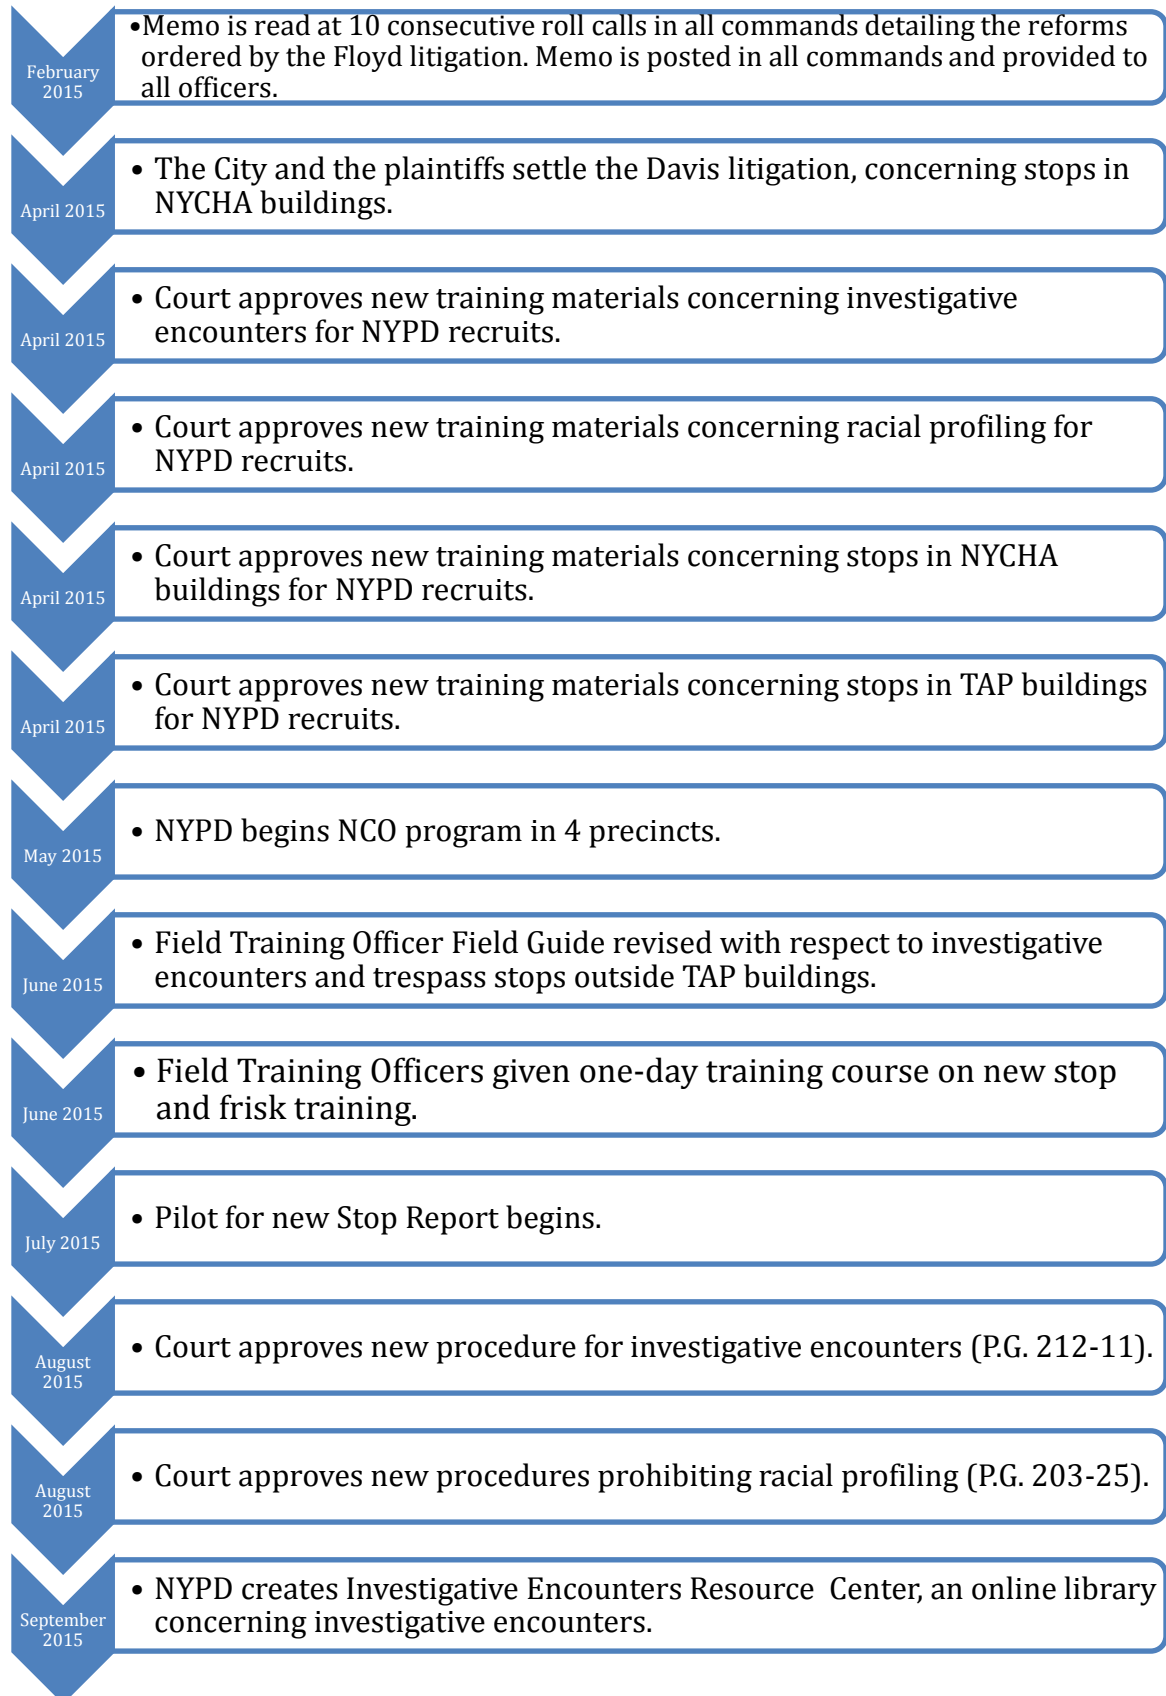 February
2015
•Memo is read at 10 consecutive roll calls in all commands detailing the reforms
ordered by the Floyd litigation. Memo is posted in all commands and provided to
all officers.
April 2015
• The City and the plaintiffs settle the Davis litigation, concerning stops in
NYCHA buildings.
April 2015
• Court approves new training materials concerning investigative
encounters for NYPD recruits.
April 2015
• Court approves new training materials concerning racial profiling for
NYPD recruits.
April 2015
• Court approves new training materials concerning stops in NYCHA
buildings for NYPD recruits.
April 2015
• Court approves new training materials concerning stops in TAP buildings
for NYPD recruits.
May 2015
• NYPD begins NCO program in 4 precincts.
June 2015
• Field Training Officer Field Guide revised with respect to investigative
encounters and trespass stops outside TAP buildings.
June 2015
• Field Training Officers given one-day training course on new stop
and frisk training.
July 2015
• Pilot for new Stop Report begins.
August
2015
• Court approves new procedure for investigative encounters (P.G. 212-11).
August
2015
• Court approves new procedures prohibiting racial profiling (P.G. 203-25).
September
2015
• NYPD creates Investigative Encounters Resource  Center, an online library
concerning investigative encounters.